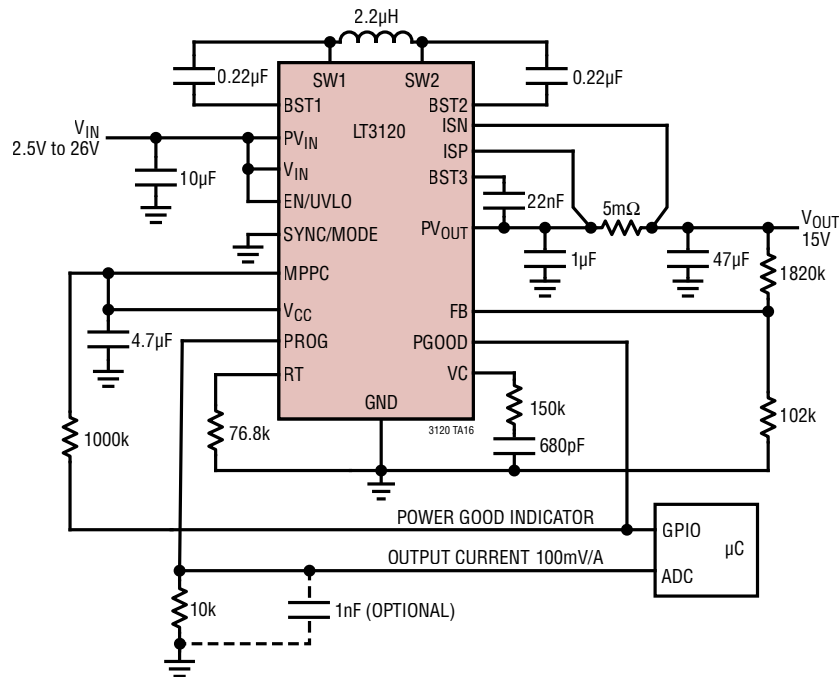 2.2µH
0.22µF
0.22µF
SW1
SW2
BST1
BST2
LT3120
ISN
VIN
2.5V to 26V
PVIN
ISP
VIN
BST3
10µF
EN/UVLO
22nF
5mΩ
SYNC/MODE
PVOUT
VOUT
15V
1µF
47µF
1820k
MPPC
VCC
FB
4.7µF
PROG
PGOOD
RT
VC
GND
150k
102k
3120 TA16
1000k
76.8k
680pF
POWER GOOD INDICATOR
GPIO
µC
OUTPUT CURRENT 100mV/A
ADC
10k
1nF (OPTIONAL)